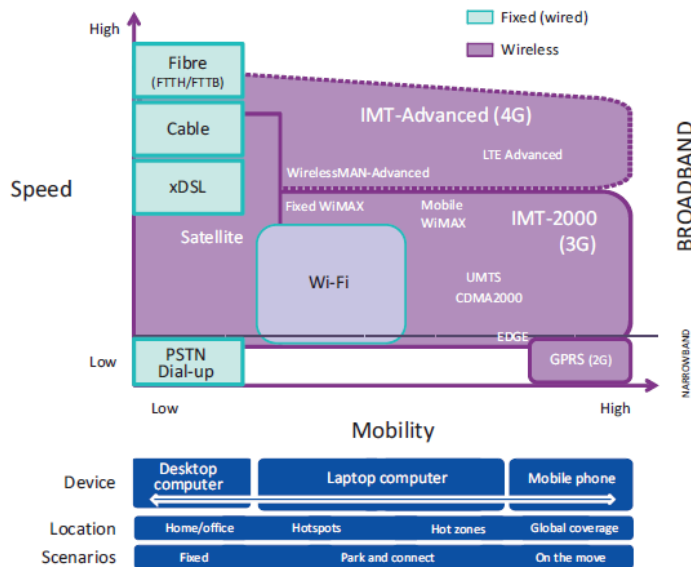 High
Fixed (wired)
Wireless
Fibre
(FTTH/FTTB)
IMT-Advanced (4G)
Cable
LTE Advanced
WirelessMAN-Advanced
BROADBAND
Speed
xDSL
Fixed WiMAX
Mobile
WiMAX
IMT-2000
(3G)
Satellite
Wi-Fi
UMTS
CDMA2000
EDGE
Low
PSTN
Dial-up
GPRS (2G)
NARROWBAND
Low
High
Mobility
Device
Desktop
computer
Laptop computer
Mobile phone
Location
Home/office
Hotspots
Hot zones
Global coverage
Scenarios
Fixed
Park and connect
On the move